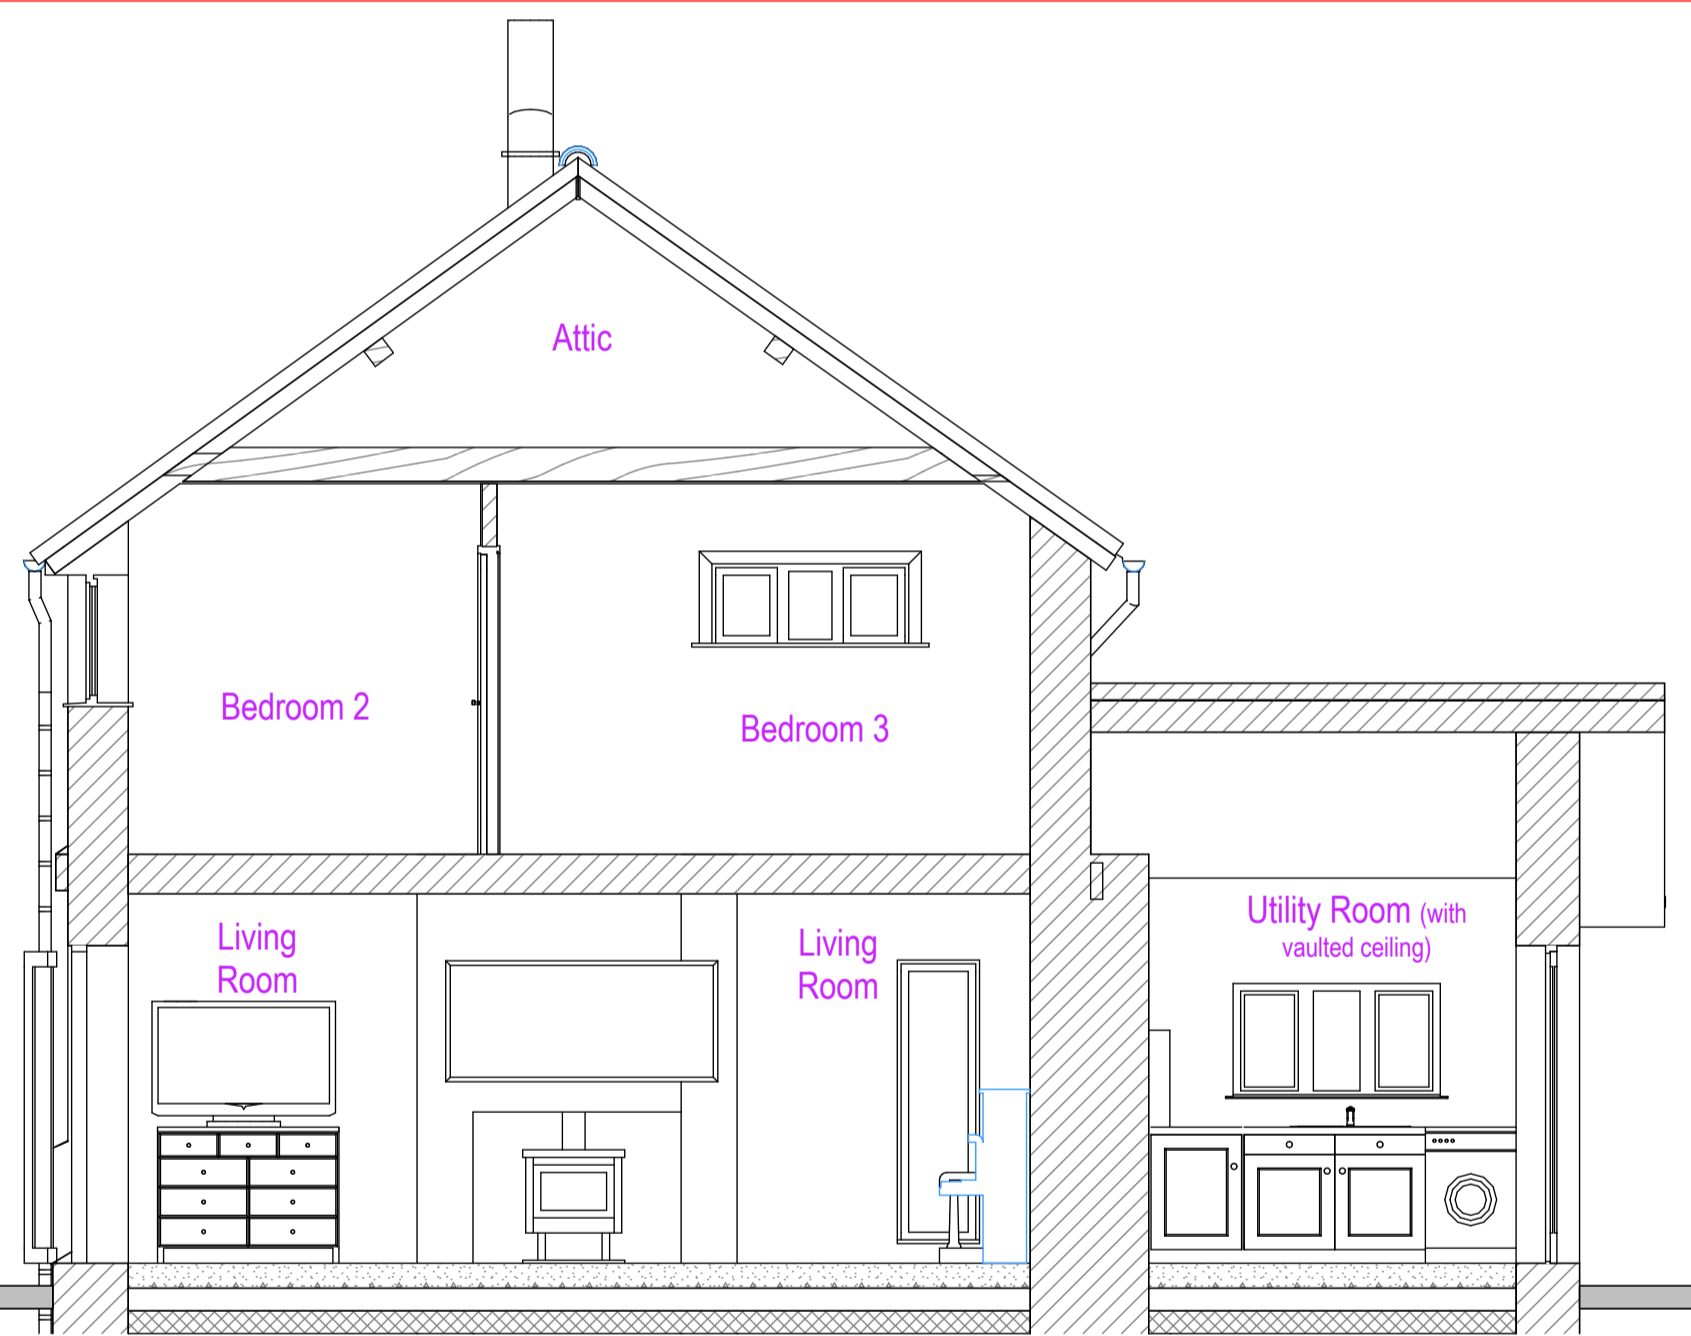 Attic
Bedroom 2
Bedroom 3
Living
Room
Living
Room
Utility Room (with
vaulted ceiling)